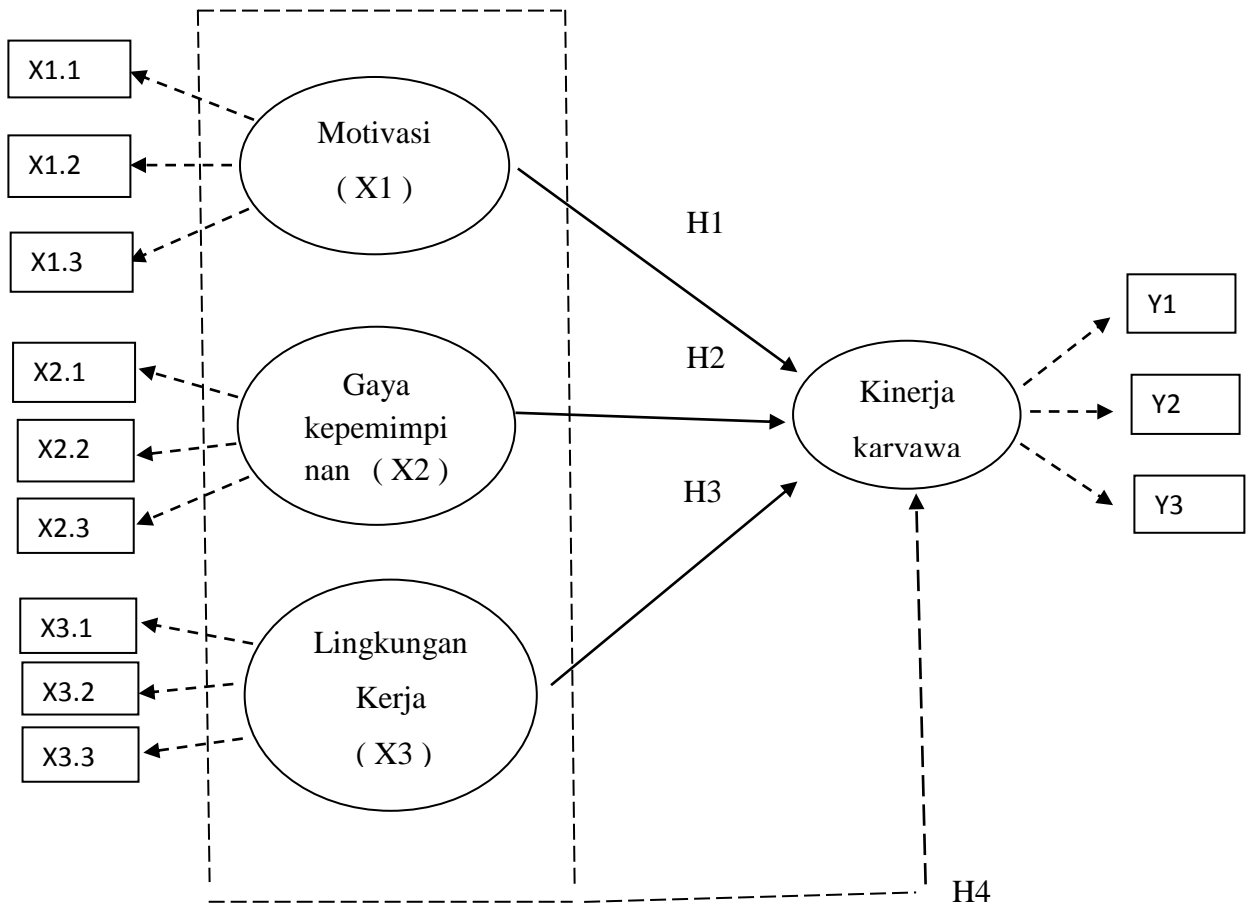 X1.1
X1.2
X1.3
Motivasi
( X1 )
H1
X2.1
X2.2
X2.3
Gaya
kepemimpi
nan ( X2 )
H2
Kinerja
karyawa
Y1
Y2
Y3
H3
X3.1
X3.2
X3.3
Lingkungan
Kerja
( X3 )
H4